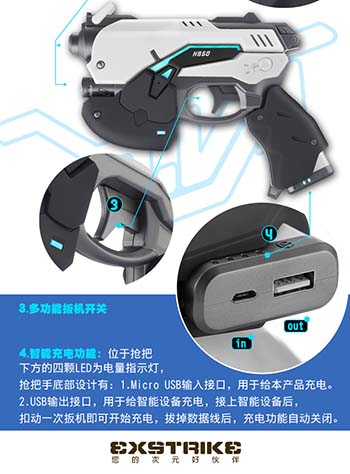 HB60
3
4
in
out
3.多功能扳机开关
4.智能充电功能：位于抢把
下方的四颗LED为电量指示灯，
抢把手底部设计有：1.Micro USB输入接口，用于给本产品充电。
2.USB输出接口，用于给智能设备充电，接上智能设备后，
扣动一次扳机即可开始充电，拔掉数据线后，充电功能自动关闭。
EXSTRIKE
您的次元好伙伴